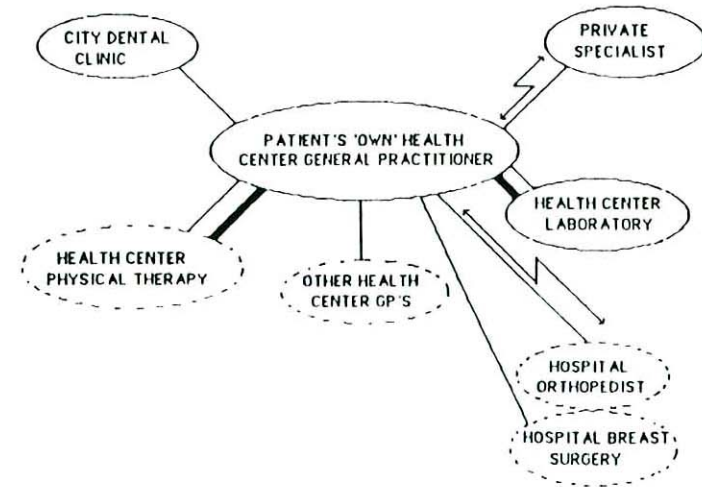 CITY DENTAL
CLINIC
PRIVATE
SPECIALIST
PATIENT'S 'OWN' HEALTH
CENTER GENERAL PRACTITIONER
HEALTH CENTER
LABORATORY
HEALTH CENTER
PHYSICAL THERAPY
OTHER HEALTH
CENTER GP'S
HOSPITAL
ORTHOPEDIST
HOSPITAL BREAST
SURGERY